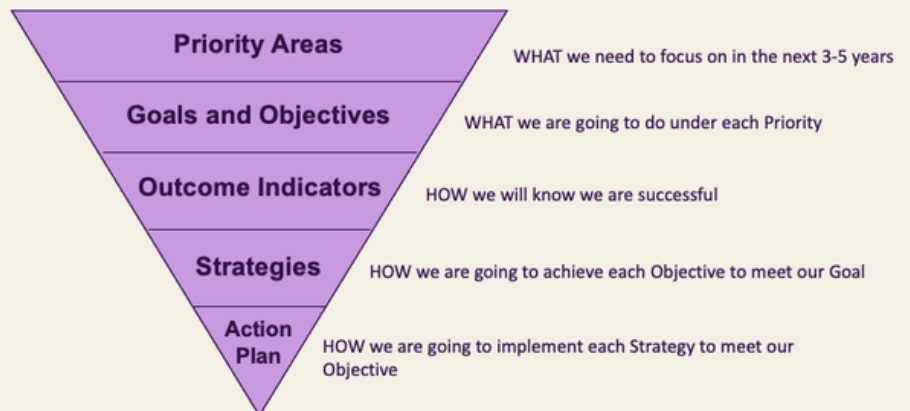 Priority Areas
WHAT we need to focus on in the next 3-5 years
Goals and Objectives
WHAT we are going to do under each Priority
Outcome Indicators
HOW we will know we are successful
Strategies
HOW we are going to achieve each Objective to meet our Goal
Action
Plan
HOW we are going to implement each Strategy to meet our
Objective